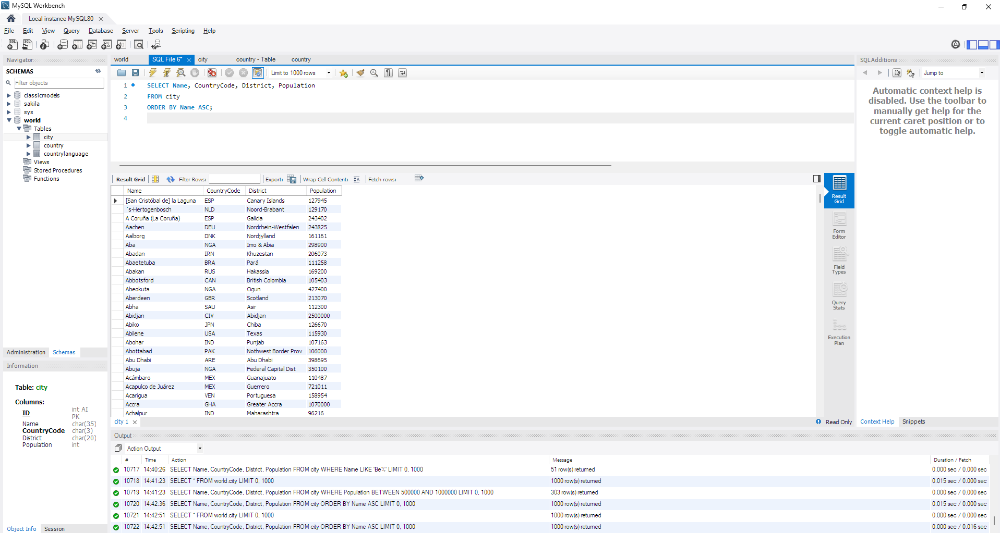 MySQL Workbench
Local instance MySQL80
File Edit View Query Database Server Tools Scripting Help
Navigator
SCHEMAS
Filter objects
classicmodels
sakila
sys
world
Tables
city
country
countrylanguage
Views
Stored Procedures
Functions
Administration Schemas
Information
Table: city
Columns:
ID int AI PK
Name char(35)
CountryCode char(3)
District char(20)
Population int
Object Info Session
world SQL File 6* city country - Table country
Limit to 1000 rows
1 SELECT Name, CountryCode, District, Population
2 FROM city
3 ORDER BY Name ASC;
4
Result Grid Filter Rows: Export: Wrap Cell Content: Fetch rows:
Name CountryCode District Population
[San Cristóbal de] la Laguna ESP Canary Islands 127945
´s-Hertogenbosch NLD Noord-Brabant 129170
A Coruña (La Coruña) ESP Galicia 243402
Aachen DEU Nordrhein-Westfalen 243825
Aalborg DNK Nordjylland 161161
Aba NGA Imo & Abia 298900
Abadan IRN Khuzestan 206073
Abaetetuba BRA Pará 111258
Abakan RUS Hakassia 169200
Abbotsford CAN British Colombia 105403
Abeokuta NGA Ogun 427400
Aberdeen GBR Scotland 213070
Abha SAU Asir 112300
Abidjan CIV Abidjan 2500000
Abiko JPN Chiba 126670
Abilene USA Texas 115930
Abohar IND Punjab 107163
Abottabad PAK Nothwest Border Prov 106000
Abu Dhabi ARE Abu Dhabi 398695
Abuja NGA Federal Capital Dist 350100
Acámbaro MEX Guanajuato 110487
Acapulco de Juárez MEX Guerrero 721011
Acarigua VEN Portuguesa 158954
Accra GHA Greater Accra 1070000
Achalpur IND Maharashtra 96216
Result Grid
Form Editor
Field Types
Query Stats
Execution Plan
city 1 Read Only
SQLAdditions
Jump to
Automatic context help is
disabled. Use the toolbar to
manually get help for the
current caret position or to
toggle automatic help.
Context Help Snippets
Output
Action Output
# Time Action Message Duration / Fetch
10717 14:40:26 SELECT Name, CountryCode, District, Population FROM city WHERE Name LIKE 'Be%' LIMIT 0, 1000 51 row(s) returned 0.000 sec / 0.000 sec
10718 14:41:23 SELECT * FROM world.city LIMIT 0, 1000 1000 row(s) returned 0.015 sec / 0.000 sec
10719 14:41:23 SELECT Name, CountryCode, District, Population FROM city WHERE Population BETWEEN 500000 AND 1000000 LIMIT 0, 1000 303 row(s) returned 0.000 sec / 0.000 sec
10720 14:42:36 SELECT Name, CountryCode, District, Population FROM city ORDER BY Name ASC LIMIT 0, 1000 1000 row(s) returned 0.015 sec / 0.000 sec
10721 14:42:51 SELECT * FROM world.city LIMIT 0, 1000 1000 row(s) returned 0.000 sec / 0.000 sec
10722 14:42:51 SELECT Name, CountryCode, District, Population FROM city ORDER BY Name ASC LIMIT 0, 1000 1000 row(s) returned 0.000 sec / 0.016 sec